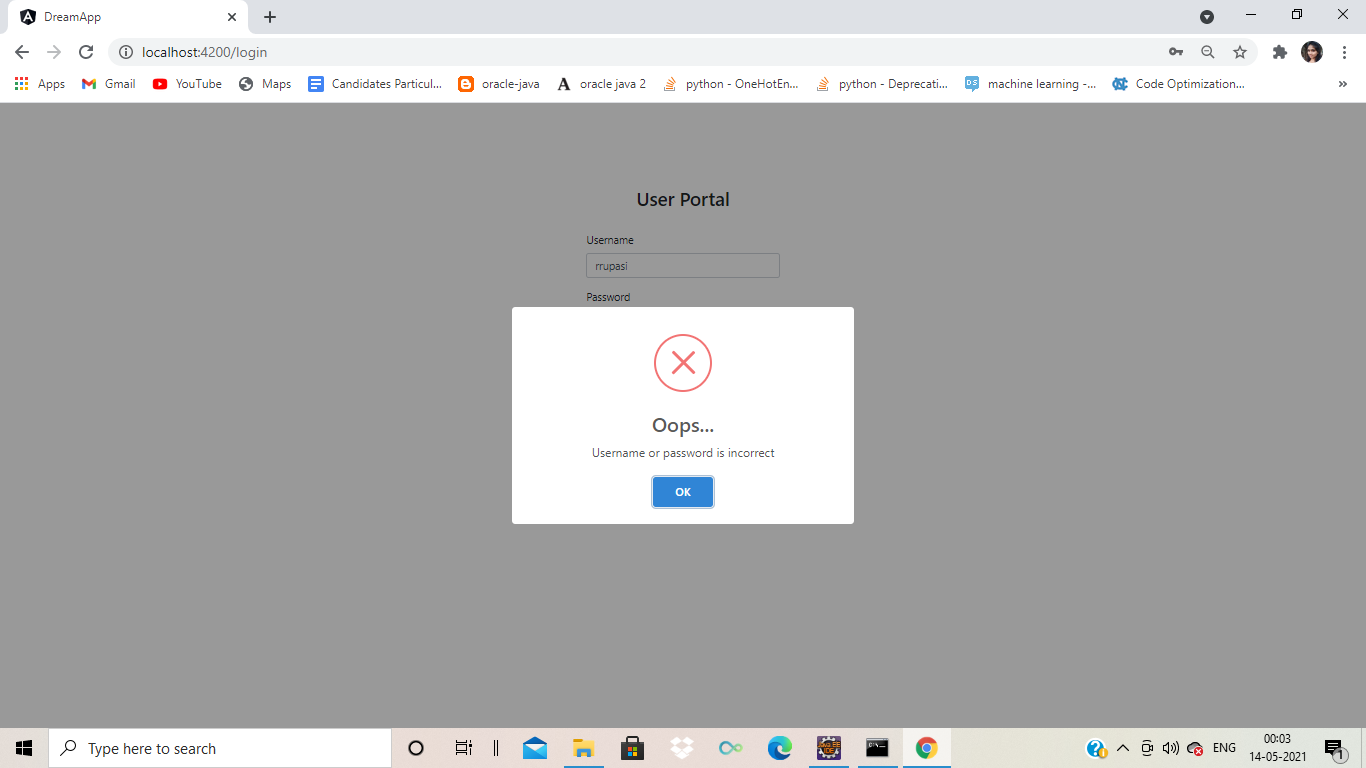 DreamApp
localhost:4200/login
Apps Gmail YouTube Maps Candidates Particul... oracle-java A oracle java 2 python - OneHotEn... python - Deprecati... D S machine learning -... Code Optimization... »
User Portal
Username
rrupasi
Password
Oops...
Username or password is incorrect
OK
Type here to search
ENG
00:03
14-05-2021
1